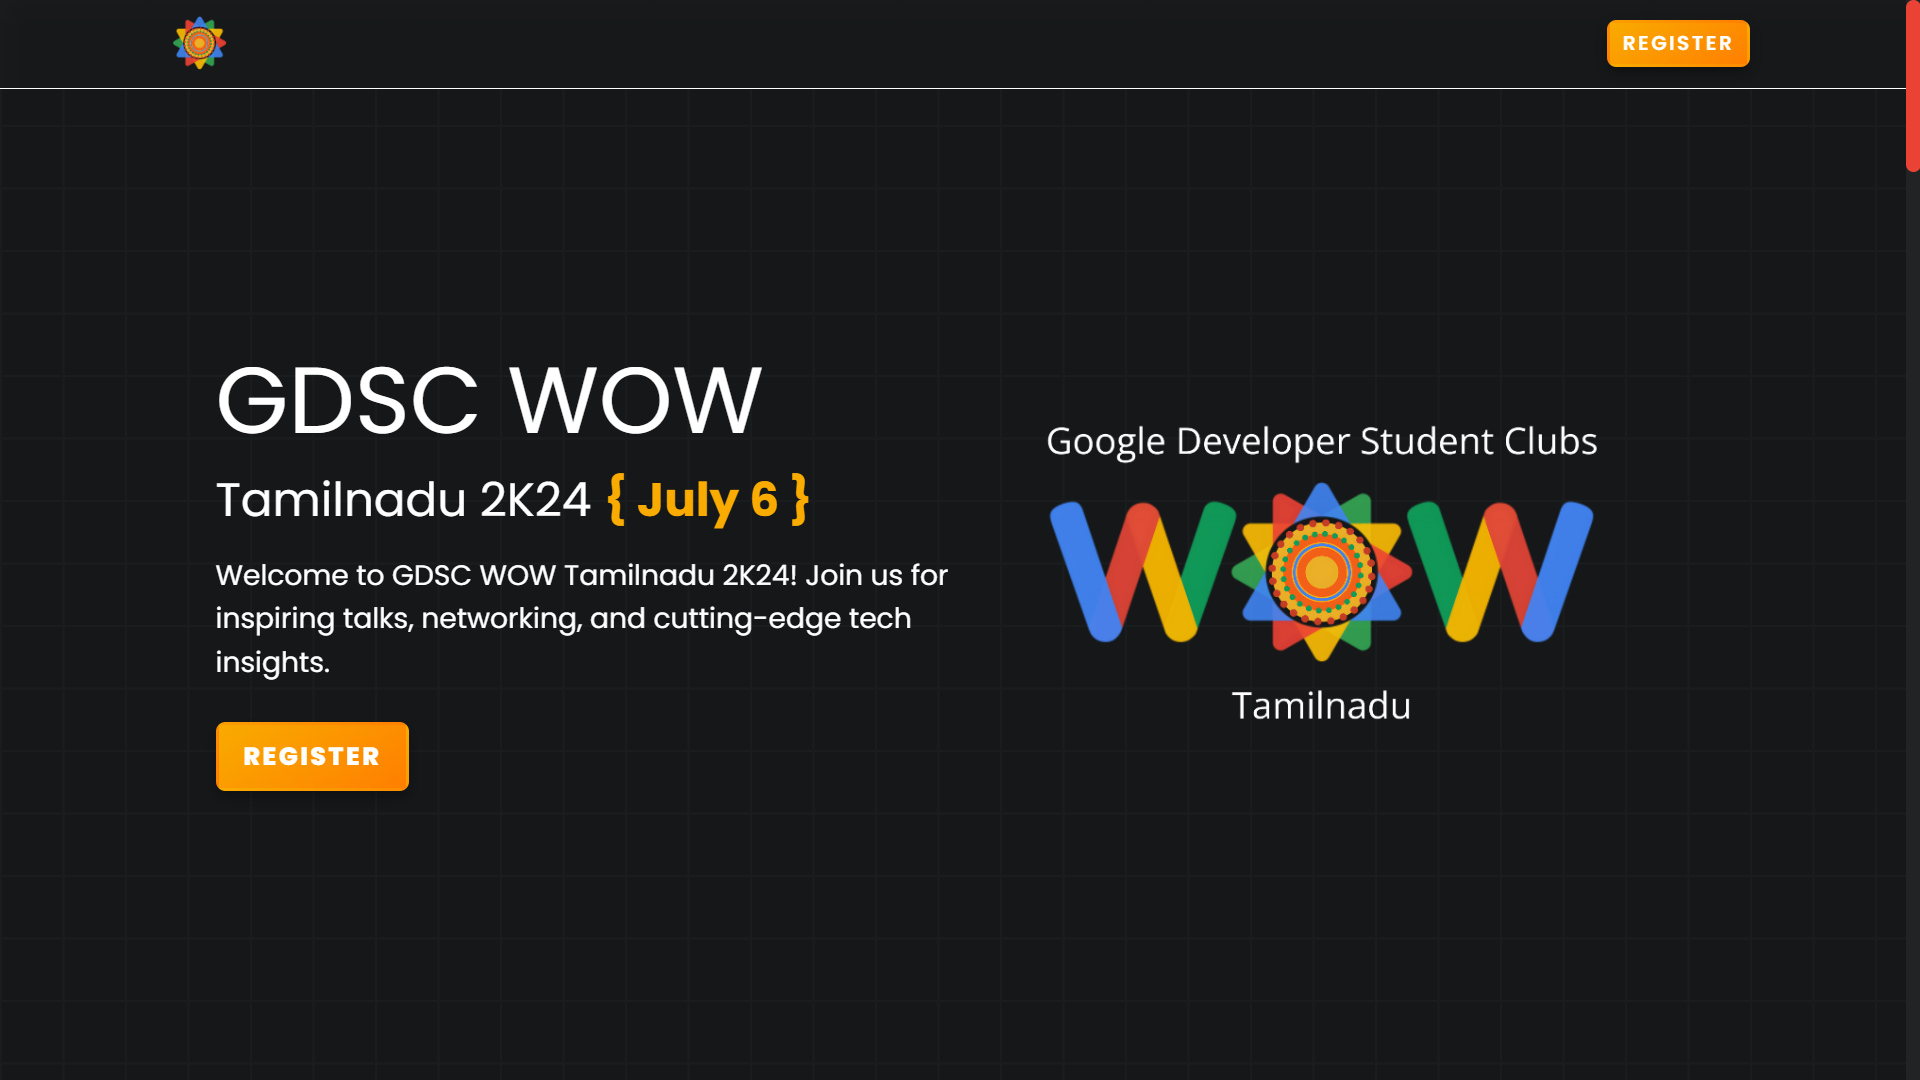 REGISTER
GDSC WOW
Tamilnadu 2K24 { July 6 }
Welcome to GDSC WOW Tamilnadu 2K24! Join us for
inspiring talks, networking, and cutting-edge tech
insights.
REGISTER
Google Developer Student Clubs
WOW
Tamilnadu